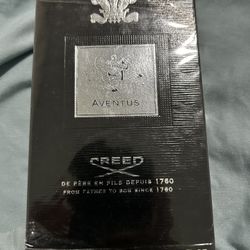 AVENTUS
CREED
DE PÈRE EN FILS DEPUIS 1760
FROM FATHER TO SON SINCE 1760